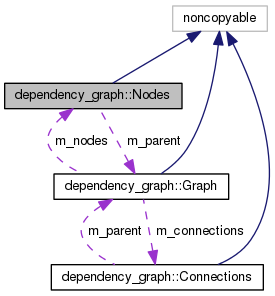 noncopyable
dependency_graph::Nodes
m_nodes
m_parent
dependency_graph::Graph
m_parent
m_connections
dependency_graph::Connections